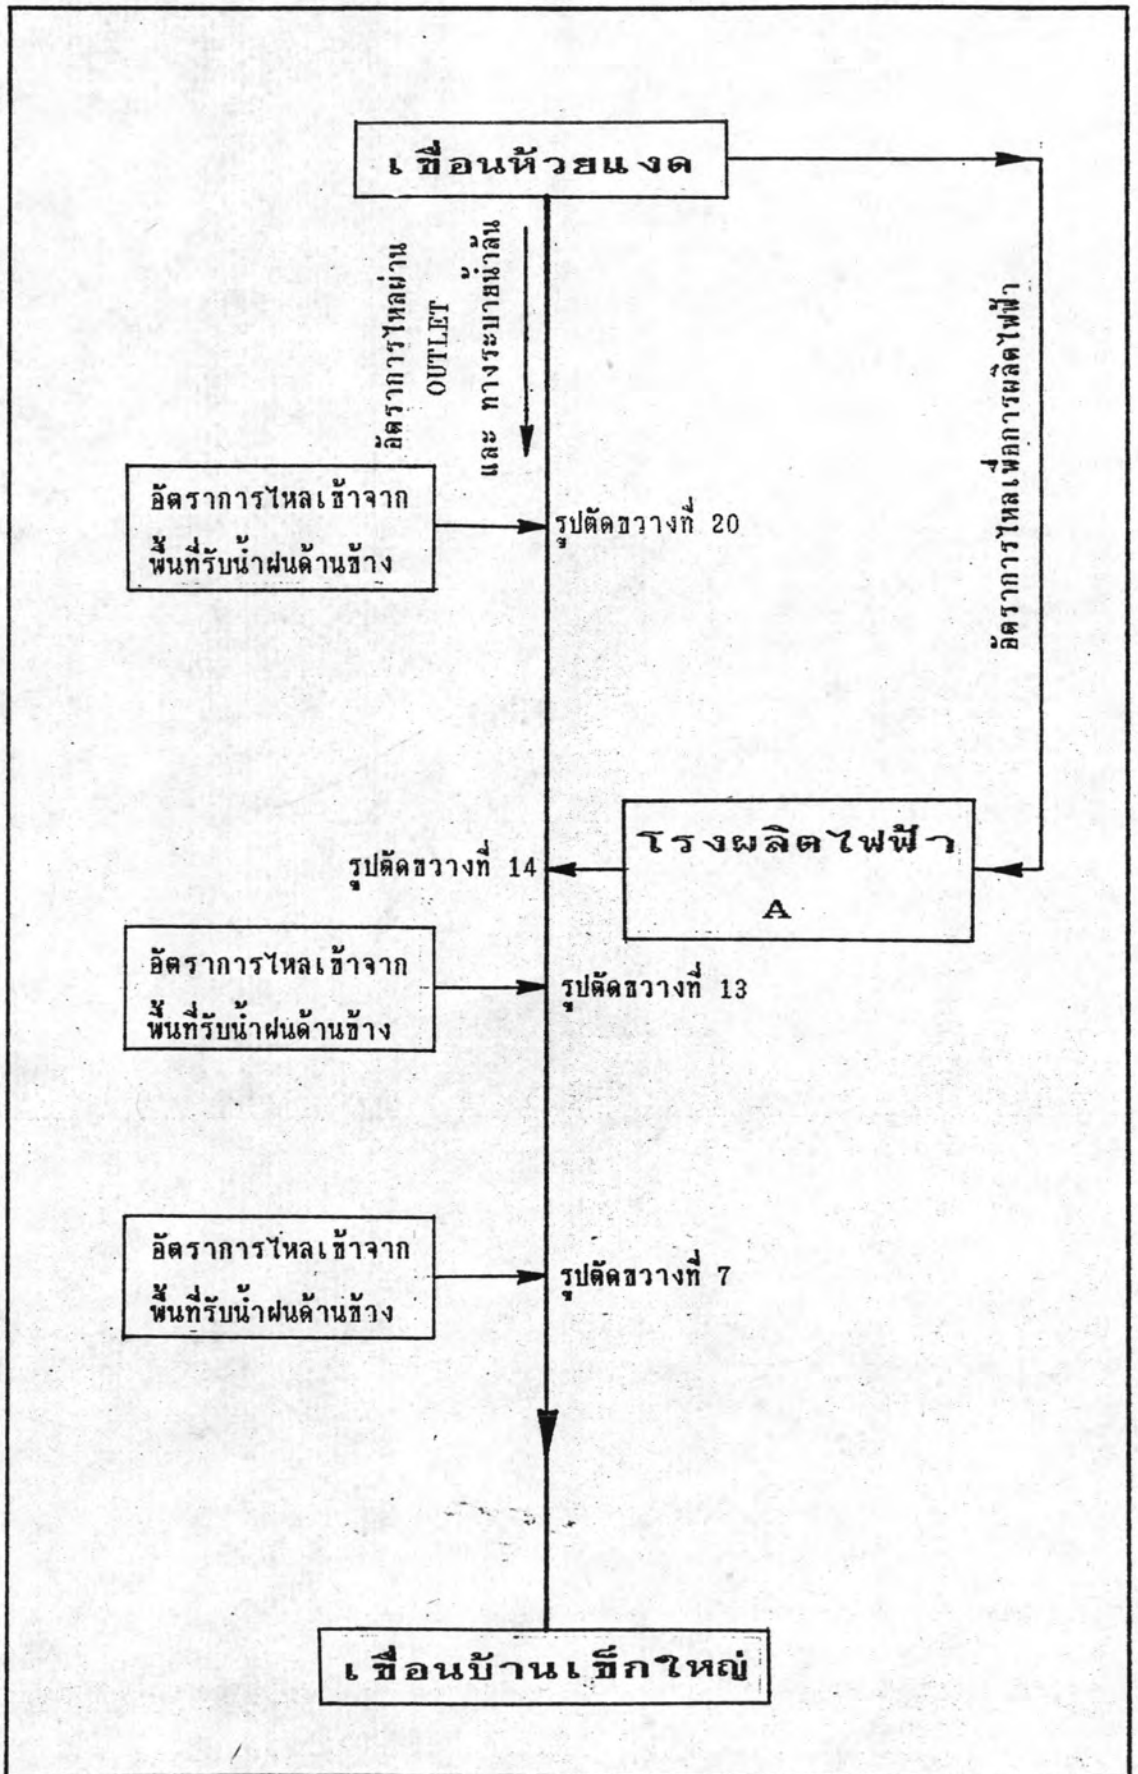 เขื่อนห้วยแงด
อัตราการไหลผ่าน
OUTLET
และ ทางระบายน้ำล้น
อัตราการไหลเพื่อการผลิตไฟฟ้า
อัตราการไหลเข้าจาก
พื้นที่รับน้ำฝนด้านข้าง
รูปตัดขวางที่ 20
โรงผลิตไฟฟ้า
A
รูปตัดขวางที่ 14
อัตราการไหลเข้าจาก
พื้นที่รับน้ำฝนด้านข้าง
รูปตัดขวางที่ 13
อัตราการไหลเข้าจาก
พื้นที่รับน้ำฝนด้านข้าง
รูปตัดขวางที่ 7
เขื่อนบ้านเข็กใหญ่